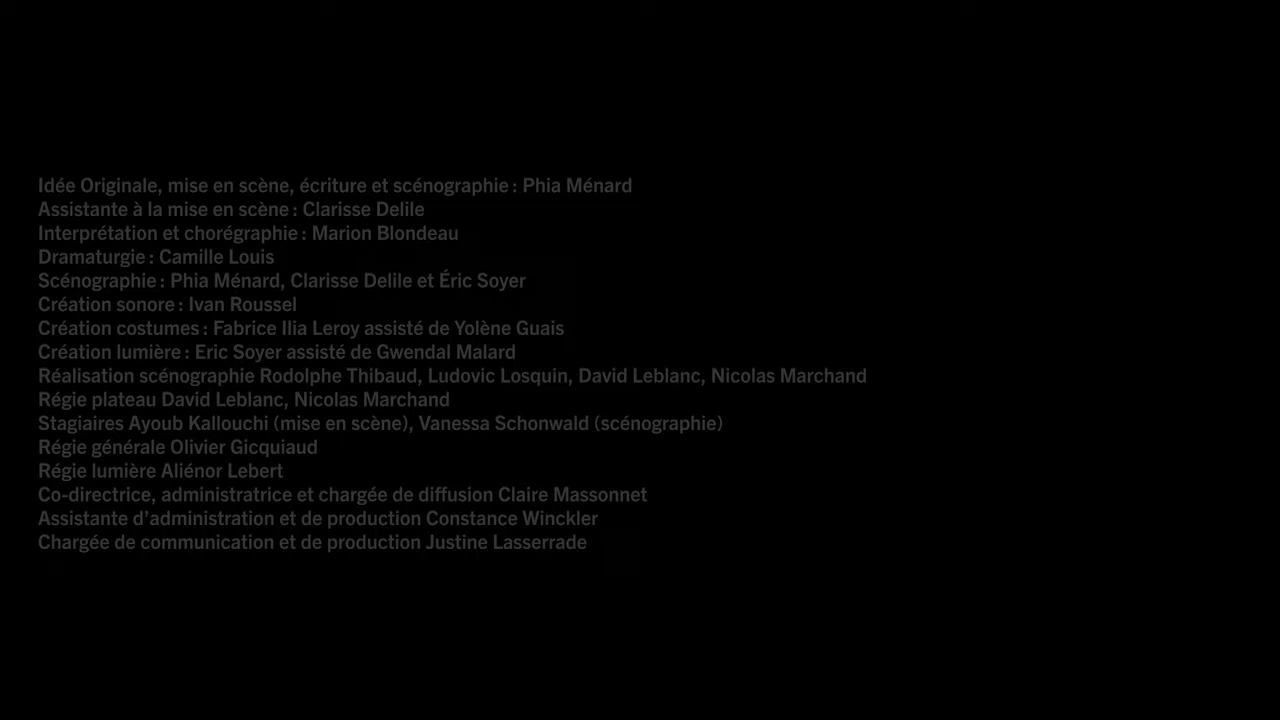 Idée Originale, mise en scène, écriture et scénographie : Phia Ménard
Assistante à la mise en scène : Clarisse Delile
Interprétation et chorégraphie : Marion Blondeau
Dramaturgie : Camille Louis
Scénographie : Phia Ménard, Clarisse Delile et Éric Soyer
Création sonore : Ivan Roussel
Création costumes : Fabrice Ilia Leroy assisté de Yolène Guais
Création lumière : Eric Soyer assisté de Gwendal Malard
Réalisation scénographie Rodolphe Thibaud, Ludovic Losquin, David Leblanc, Nicolas Marchand
Régie plateau David Leblanc, Nicolas Marchand
Stagiaires Ayoub Kallouchi (mise en scène), Vanessa Schonwald (scénographie)
Régie générale Olivier Gicquiaud
Régie lumière Aliénor Lebert
Co-directrice, administratrice et chargée de diffusion Claire Massonnet
Assistante d’administration et de production Constance Winckler
Chargée de communication et de production Justine Lasserrade